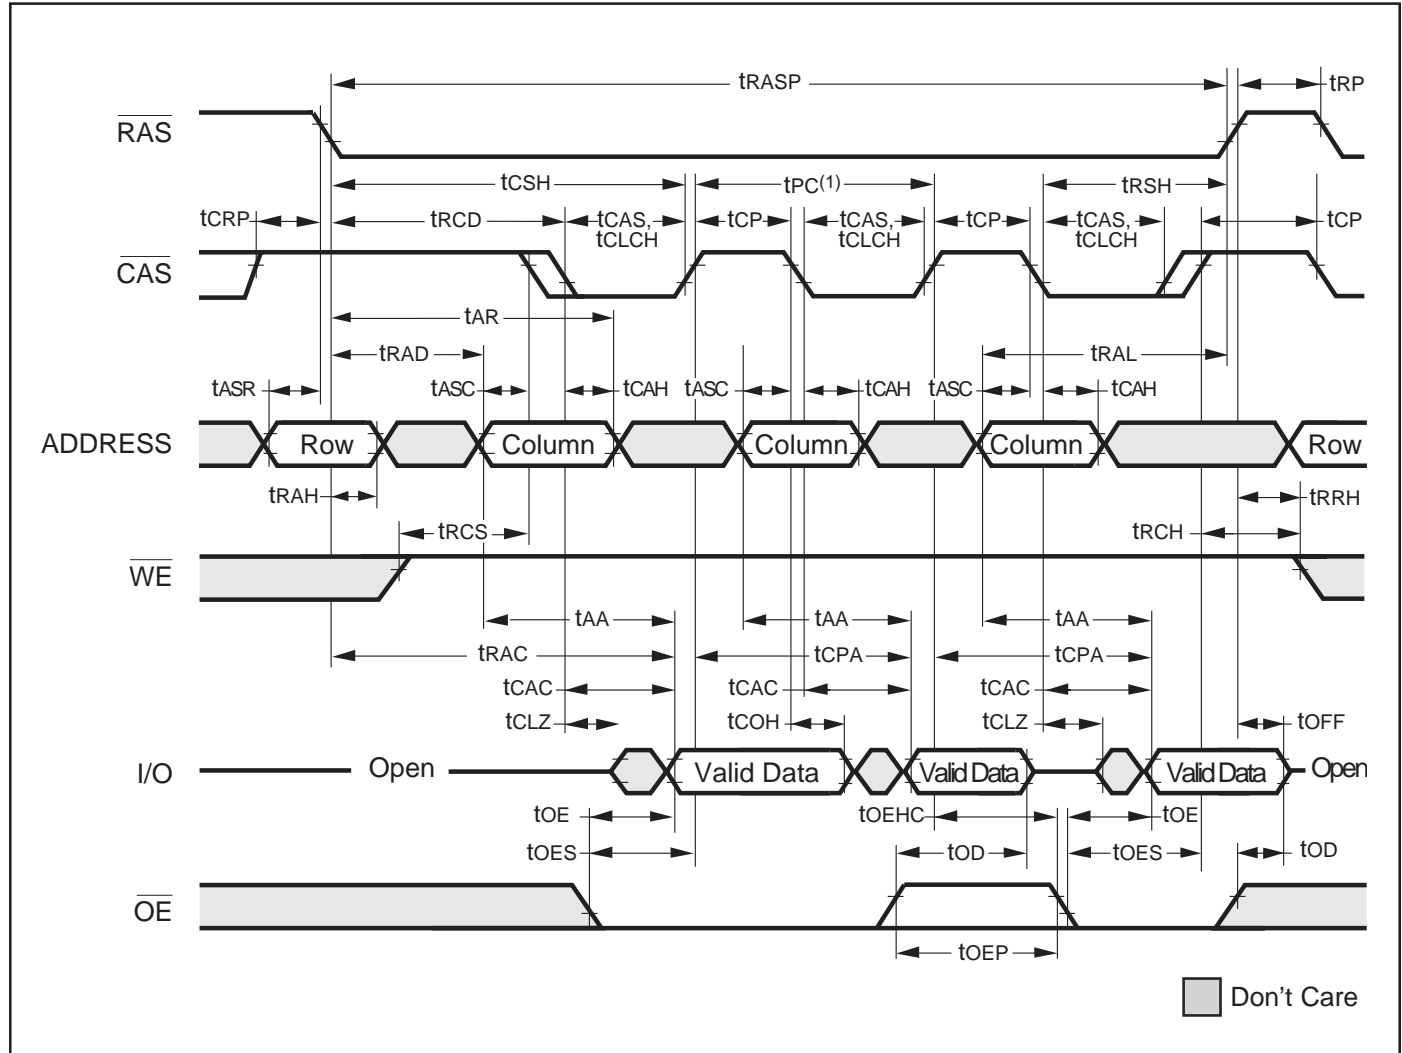 tRASP tRP
RAS
tCSH tPC(1) tRSH
tCRP tRCD tCAS, tCLCH tCP tCAS, tCLCH tCP tCAS, tCLCH tCP
CAS
tAR
tRAD tRAL
tASR tASC tCAH tASC tCAH tASC tCAH
ADDRESS Row Column Column Column Row
tRAH tRRH
tRCS tRCH
WE
tAA tAA tAA
tRAC tCPA tCPA
tCAC tCAC tCAC
tCLZ tCOH tCLZ tOFF
I/O Open Valid Data Valid Data Valid Data Open
tOE tOEHC tOE
tOES tOD tOES tOD
OE
tOEP
Don't Care